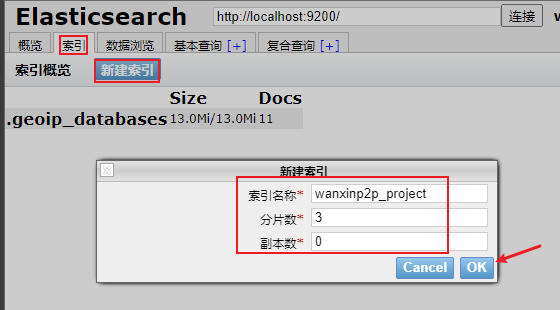 Elasticsearch http://localhost:9200/ 连接
概览 索引 数据浏览 基本查询 [+] 复合查询 [+]
索引概览 新建索引
Size Docs
.geoip_databases 13.0Mi/13.0Mi 11
新建索引
索引名称* wanxinp2p_project
分片数* 3
副本数* 0
Cancel OK